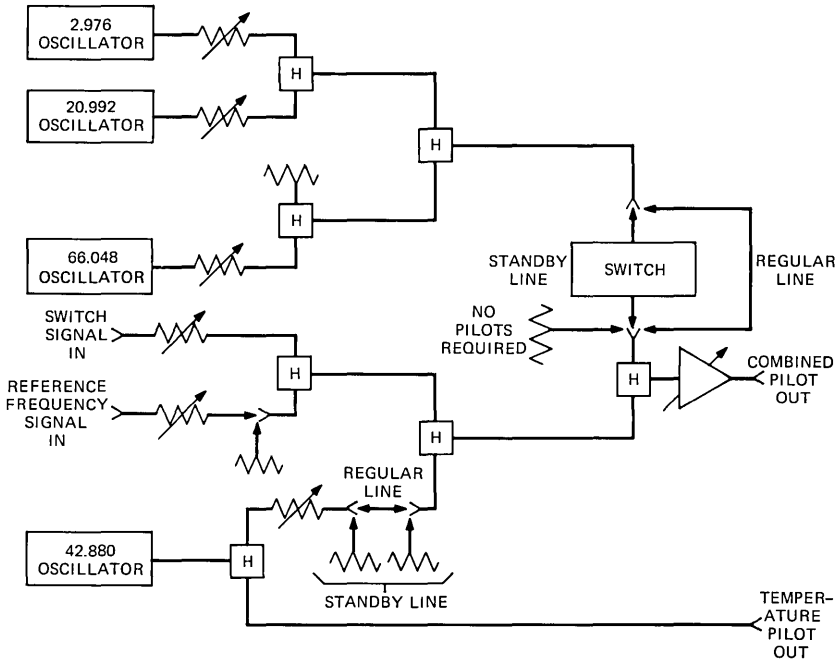 2.976
OSCILLATOR
H
20.992
OSCILLATOR
H
H
66.048
OSCILLATOR
STANDBY
LINE
SWITCH
REGULAR
LINE
SWITCH
SIGNAL
IN
NO
PILOTS
REQUIRED
REFERENCE
FREQUENCY
SIGNAL
IN
H
H
COMBINED
PILOT
OUT
H
REGULAR
LINE
42.880
OSCILLATOR
H
STANDBY LINE
TEMPER-
ATURE
PILOT
OUT